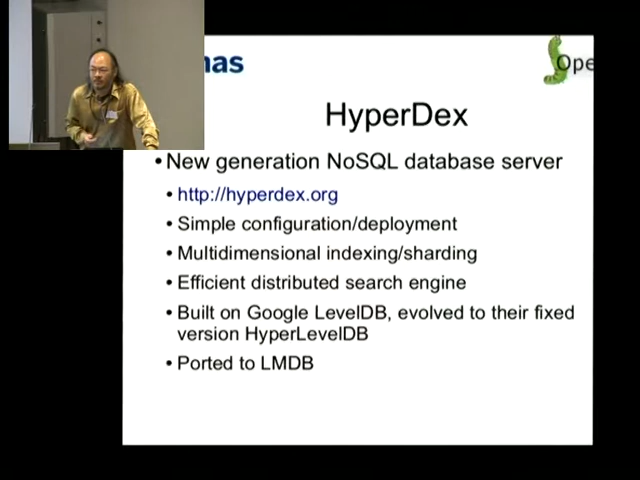 nas
Ope
HyperDex
• New generation NoSQL database server
• http://hyperdex.org
• Simple configuration/deployment
• Multidimensional indexing/sharding
• Efficient distributed search engine
• Built on Google LevelDB, evolved to their fixed
version HyperLevelDB
• Ported to LMDB